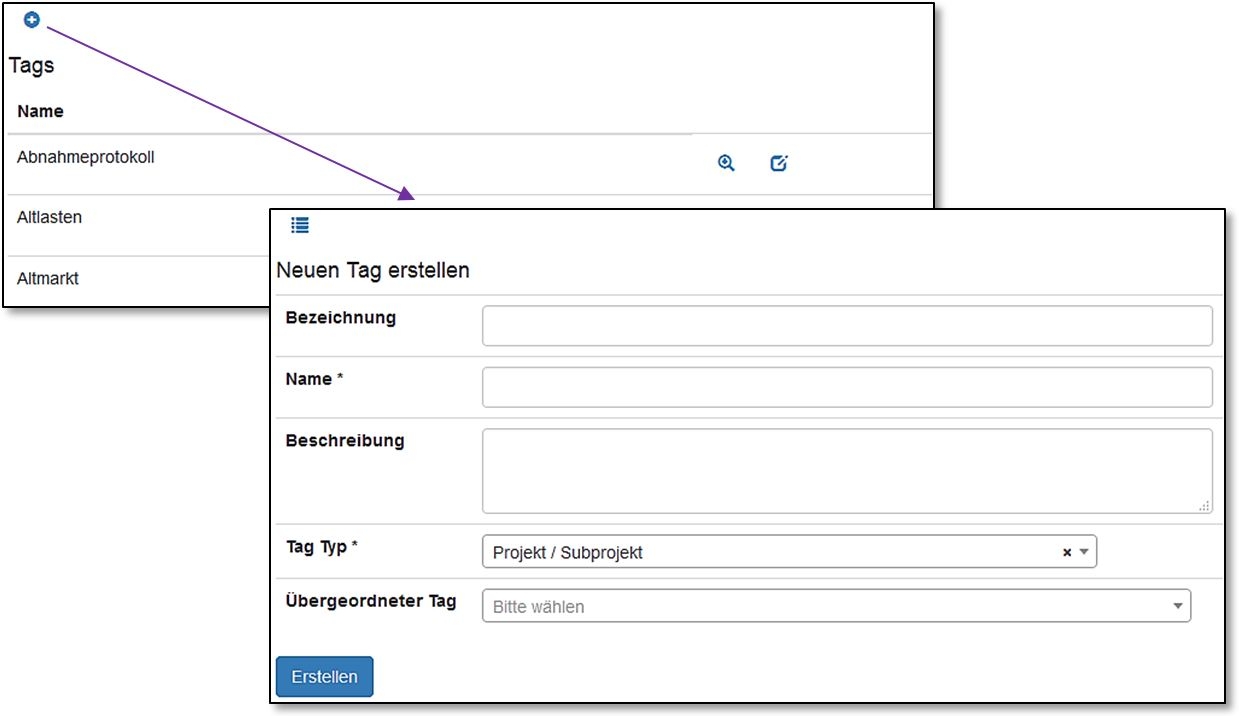 Tags
Name
Abnahmeprotokoll
Altlasten
Altmarkt
Neuen Tag erstellen
Bezeichnung
Name *
Beschreibung
Tag Typ *
Projekt / Subprojekt
Übergeordneter Tag
Bitte wählen
Erstellen